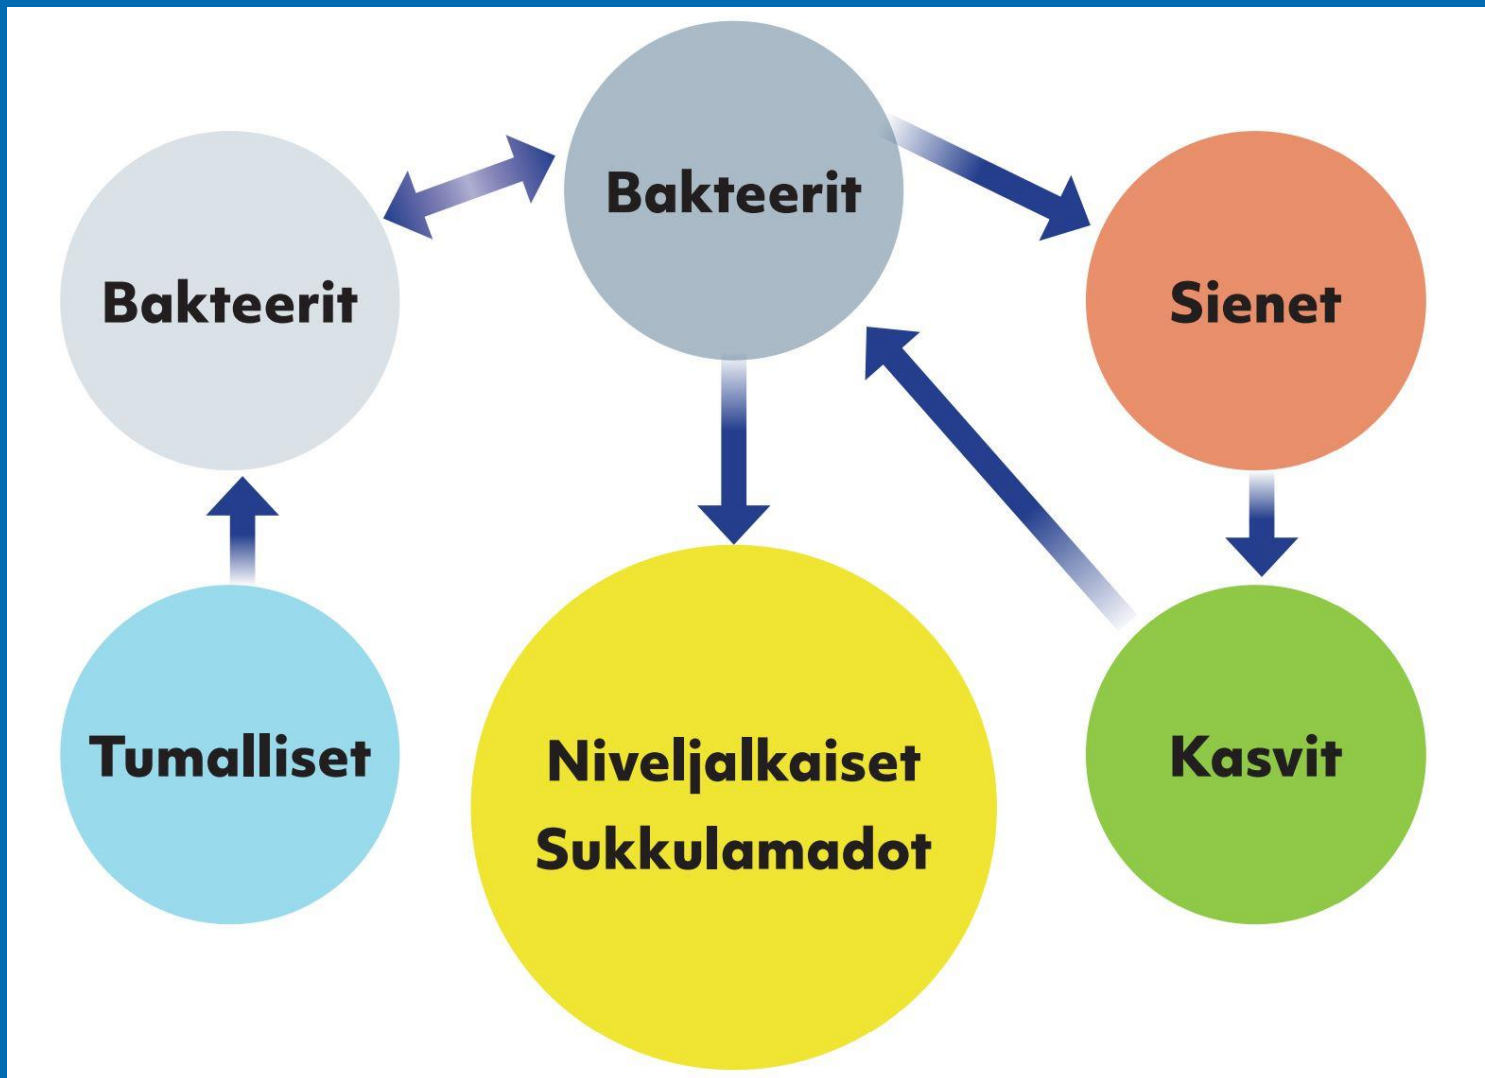 Bakteerit
Bakteerit
Sienet
Tumalliset
Niveljalkaiset
Sukkulamadot
Kasvit